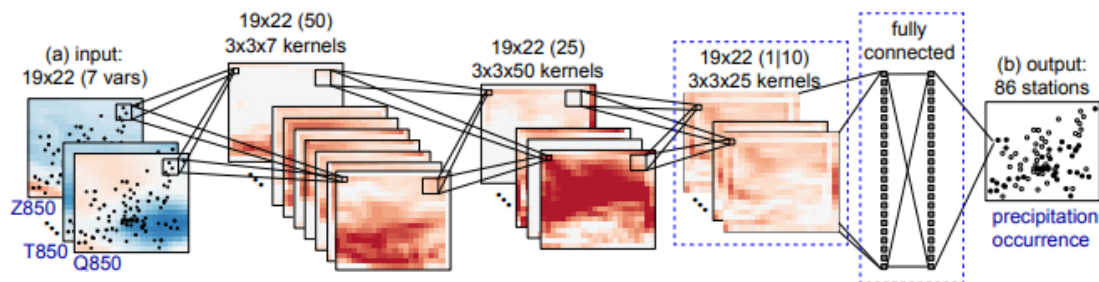 (a) input:
19x22 (7 vars)
Z850
T850
Q850
19x22 (50)
3x3x7 kernels
19x22 (25)
3x3x50 kernels
19x22 (1|10)
3x3x25 kernels
fully
connected
(b) output:
86 stations
precipitation
occurrence